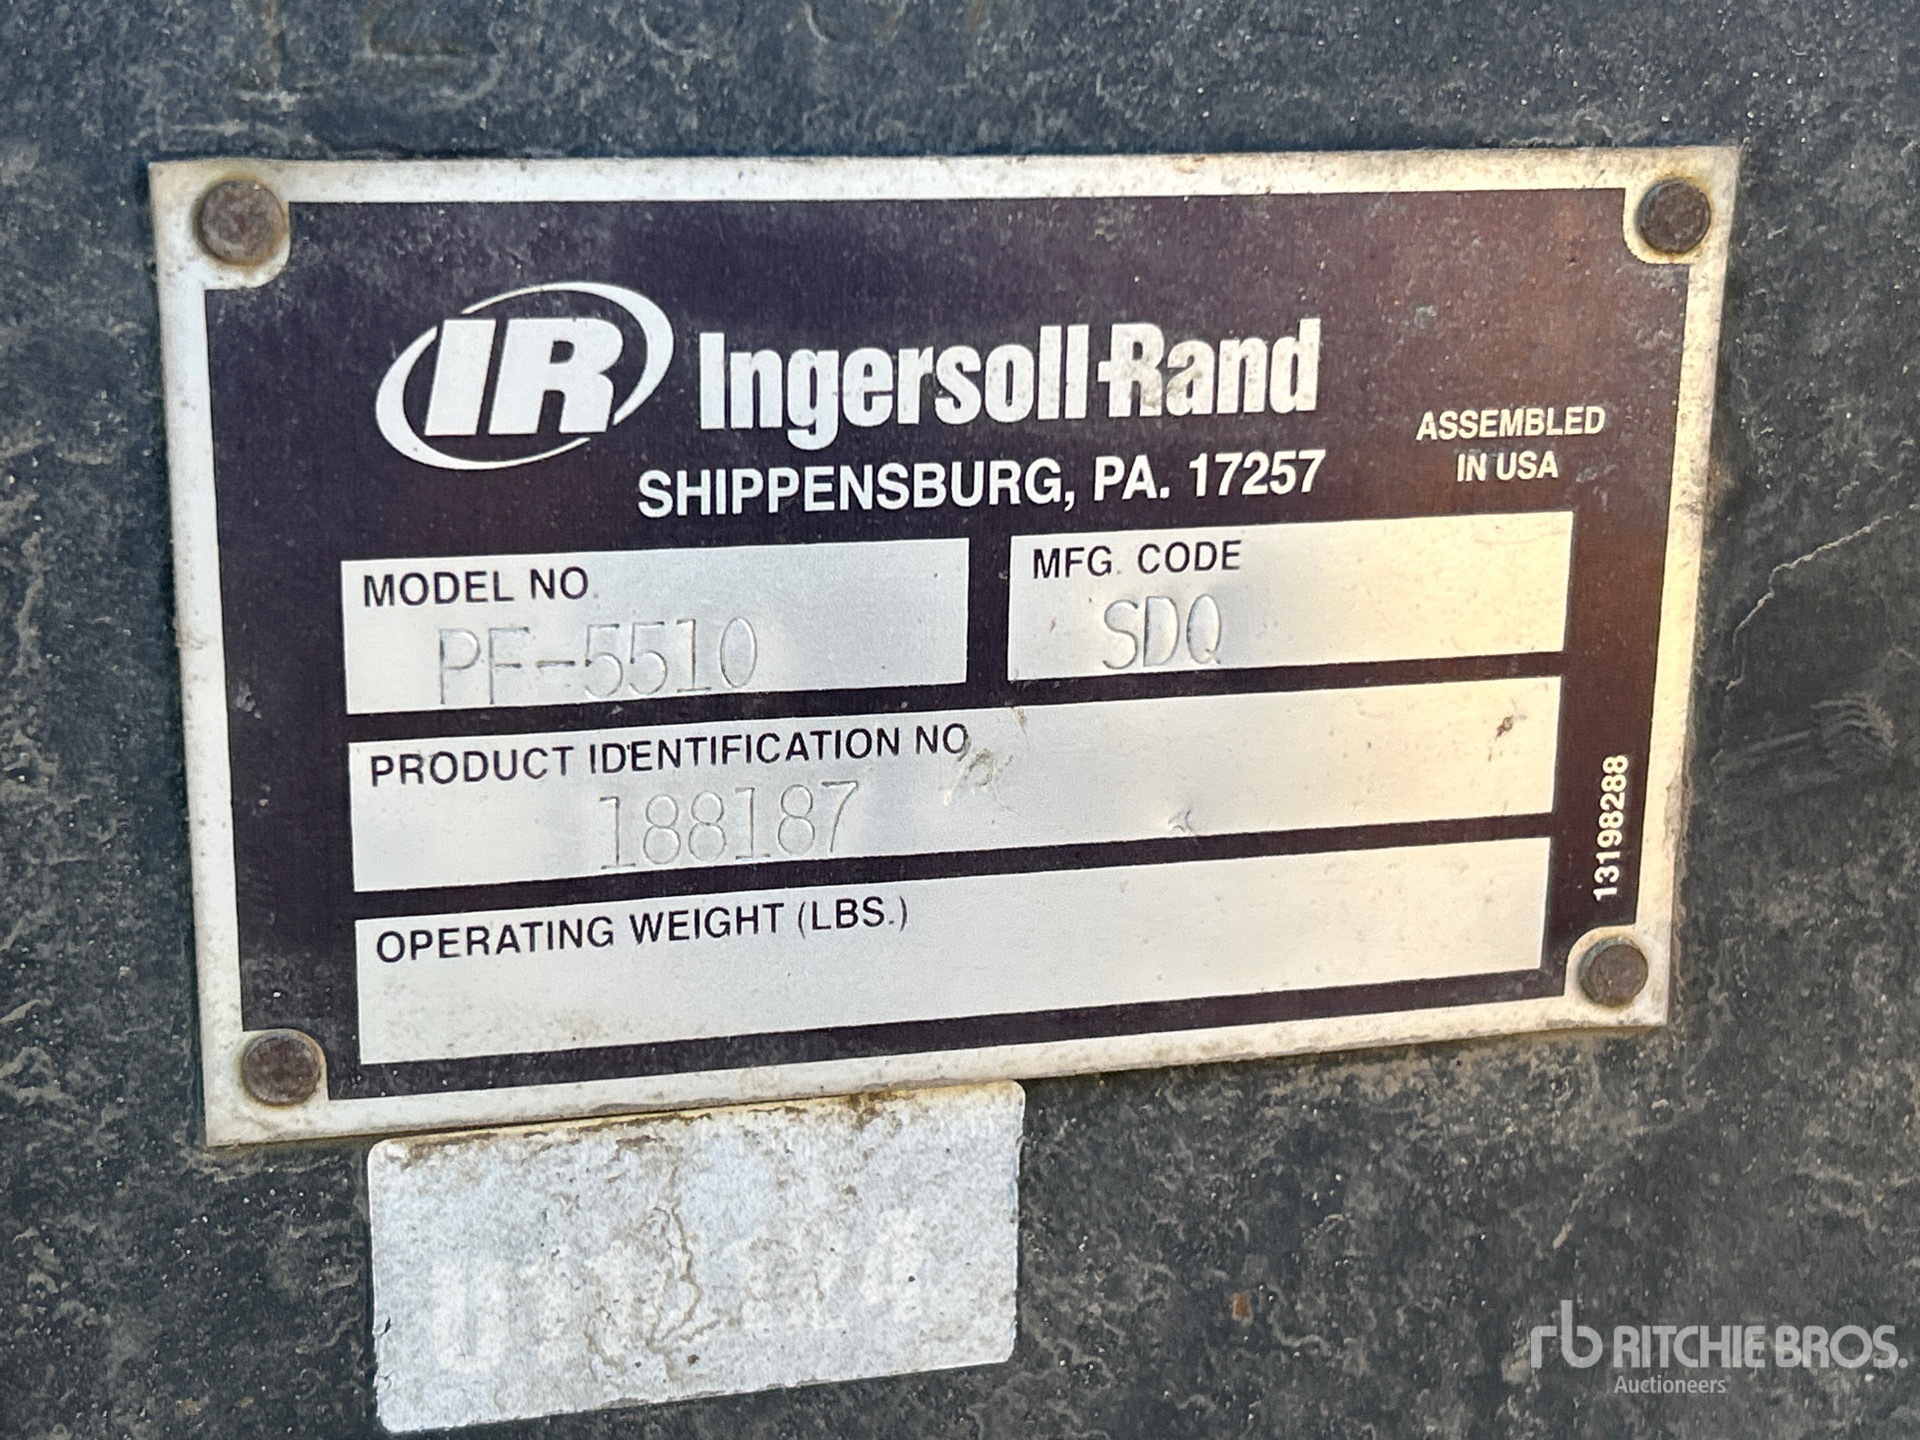 IR Ingersoll-Rand
SHIPPENSBURG, PA. 17257
ASSEMBLED
IN USA
MODEL NO.
PF-5510
MFG. CODE
SDQ
PRODUCT IDENTIFICATION NO.
188187
OPERATING WEIGHT (LBS.)
13198288
rb RITCHIE BROS.
Auctioneers